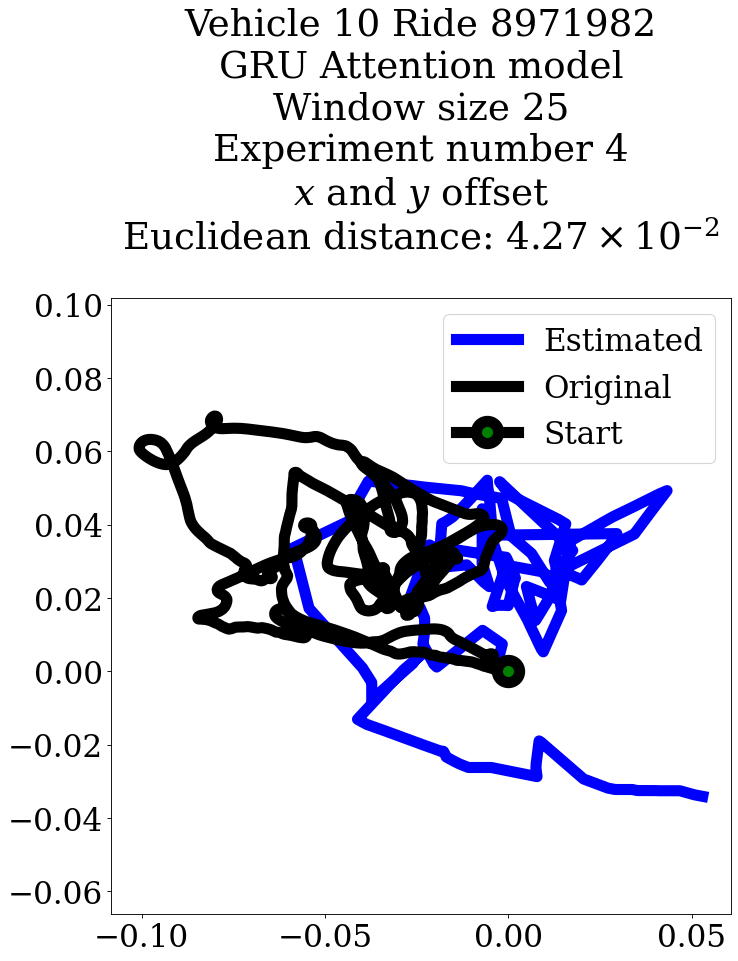 Vehicle 10 Ride 8971982
GRU Attention model
Window size 25
Experiment number 4
x and y offset
Euclidean distance: 4.27 × 10⁻²
0.10
0.08
0.06
0.04
0.02
0.00
−0.02
−0.04
−0.06
Estimated
Original
Start
−0.10 −0.05 0.00 0.05